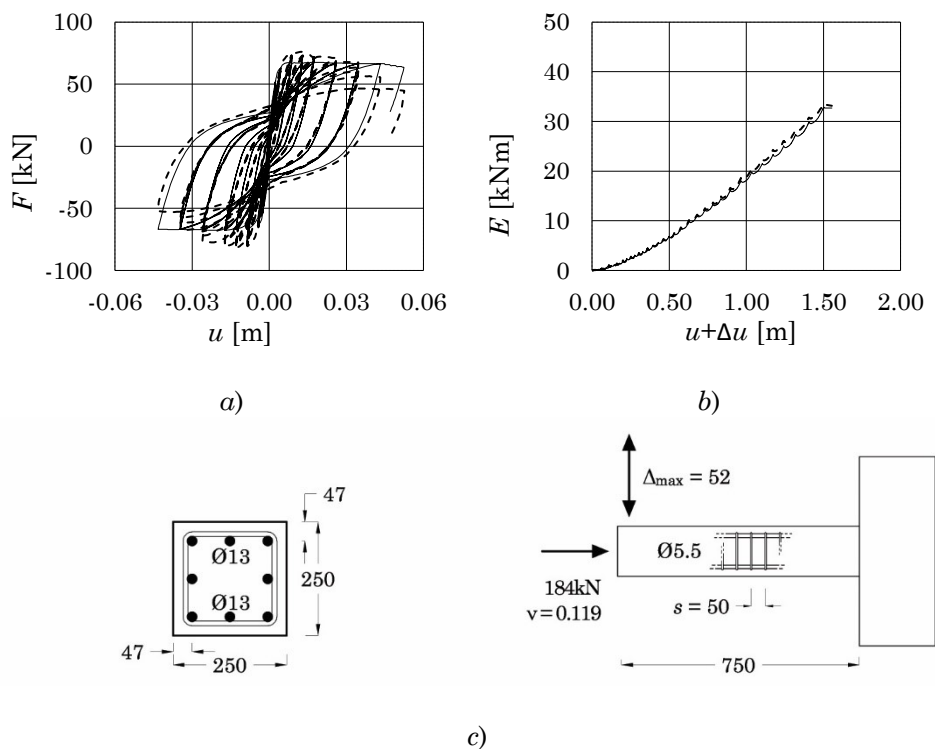 100
50
0
-50
-100
F [kN]
-0.06 -0.03 0.00 0.03 0.06
u [m]
a)
50
40
30
20
10
0
E [kNm]
0.00 0.50 1.00 1.50 2.00
u+Δu [m]
b)
47
Ø13
250
Ø13
47
250
Δmax = 52
Ø5.5
184kN
v=0.119
s = 50
750
c)